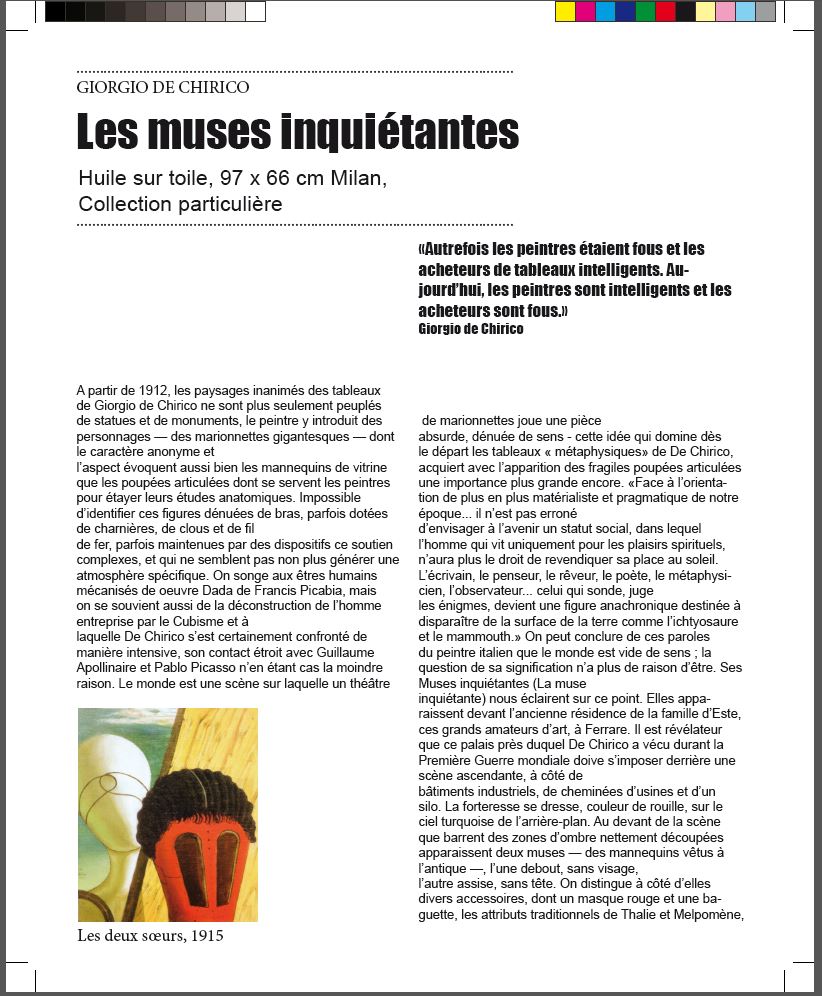 GIORGIO DE CHIRICO
Les muses inquiétantes
Huile sur toile, 97 x 66 cm Milan,
Collection particulière
«Autrefois les peintres étaient fous et les
acheteurs de tableaux intelligents. Au-
jourd'hui, les peintres sont intelligents et les
acheteurs sont fous.»
Giorgio de Chirico
A partir de 1912, les paysages inanimés des tableaux
de Giorgio de Chirico ne sont plus seulement peuplés
de statues et de monuments, le peintre y introduit des
personnages — des marionnettes gigantesques — dont
le caractère anonyme et
l'aspect évoquent aussi bien les mannequins de vitrine
que les poupées articulées dont se servent les peintres
pour étayer leurs études anatomiques. Impossible
d'identifier ces figures dénuées de bras, parfois dotées
de charnières, de clous et de fil
de fer, parfois maintenues par des dispositifs ce soutien
complexes, et qui ne semblent pas non plus générer une
atmosphère spécifique. On songe aux êtres humains
mécanisés de oeuvre Dada de Francis Picabia, mais
on se souvient aussi de la déconstruction de l'homme
entreprise par le Cubisme et à
laquelle De Chirico s'est certainement confronté de
manière intensive, son contact étroit avec Guillaume
Apollinaire et Pablo Picasso n'en étant cas la moindre
raison. Le monde est une scène sur laquelle un théâtre
Les deux sœurs, 1915
de marionnettes joue une pièce
absurde, dénuée de sens - cette idée qui domine dès
le départ les tableaux « métaphysiques» de De Chirico,
acquiert avec l'apparition des fragiles poupées articulées
une importance plus grande encore. «Face à l'orienta-
tion de plus en plus matérialiste et pragmatique de notre
époque... il n'est pas erroné
d'envisager à l'avenir un statut social, dans lequel
l'homme qui vit uniquement pour les plaisirs spirituels,
n'aura plus le droit de revendiquer sa place au soleil.
L'écrivain, le penseur, le rêveur, le poète, le métaphysi-
cien, l'observateur... celui qui sonde, juge
les énigmes, devient une figure anachronique destinée à
disparaître de la surface de la terre comme l'ichtyosaure
et le mammouth.» On peut conclure de ces paroles
du peintre italien que le monde est vide de sens ; la
question de sa signification n'a plus de raison d'être. Ses
Muses inquiétantes (La muse
inquiétante) nous éclairent sur ce point. Elles appa-
raissent devant l'ancienne résidence de la famille d'Este,
ces grands amateurs d'art, à Ferrare. Il est révélateur
que ce palais près duquel De Chirico a vécu durant la
Première Guerre mondiale doive s'imposer derrière une
scène ascendante, à côté de
bâtiments industriels, de cheminées d'usines et d'un
silo. La forteresse se dresse, couleur de rouille, sur le
ciel turquoise de l'arrière-plan. Au devant de la scène
que barrent des zones d'ombre nettement découpées
apparaissent deux muses — des mannequins vêtus à
l'antique —, l'une debout, sans visage,
l'autre assise, sans tête. On distingue à côté d'elles
divers accessoires, dont un masque rouge et une ba-
guette, les attributs traditionnels de Thalie et Melpomène,